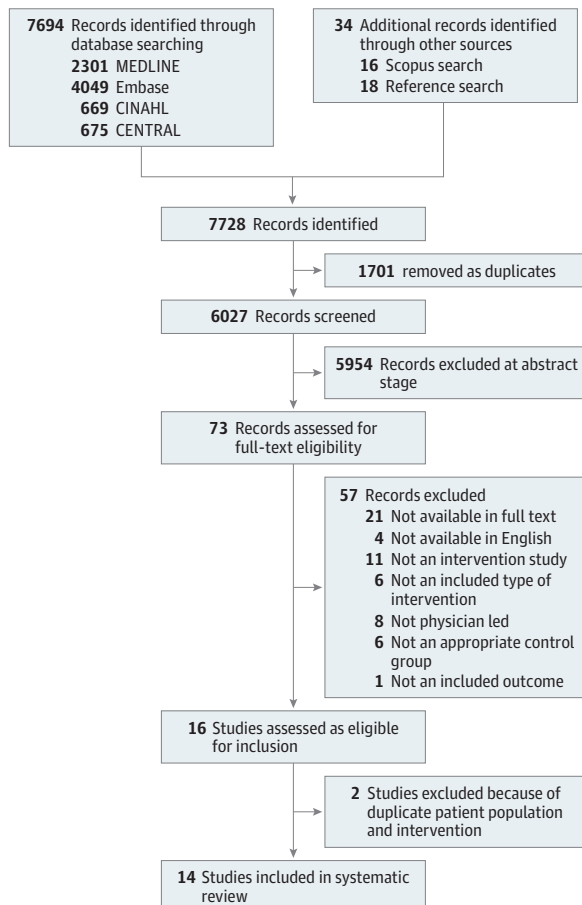 7694 Records identified through
database searching
2301 MEDLINE
4049 Embase
669 CINAHL
675 CENTRAL
34 Additional records identified
through other sources
16 Scopus search
18 Reference search
7728 Records identified
1701 removed as duplicates
6027 Records screened
5954 Records excluded at abstract
stage
73 Records assessed for
full-text eligibility
57 Records excluded
21 Not available in full text
4 Not available in English
11 Not an intervention study
6 Not an included type of
intervention
8 Not physician led
6 Not an appropriate control
group
1 Not an included outcome
16 Studies assessed as eligible
for inclusion
2 Studies excluded because of
duplicate patient population
and intervention
14 Studies included in systematic
review